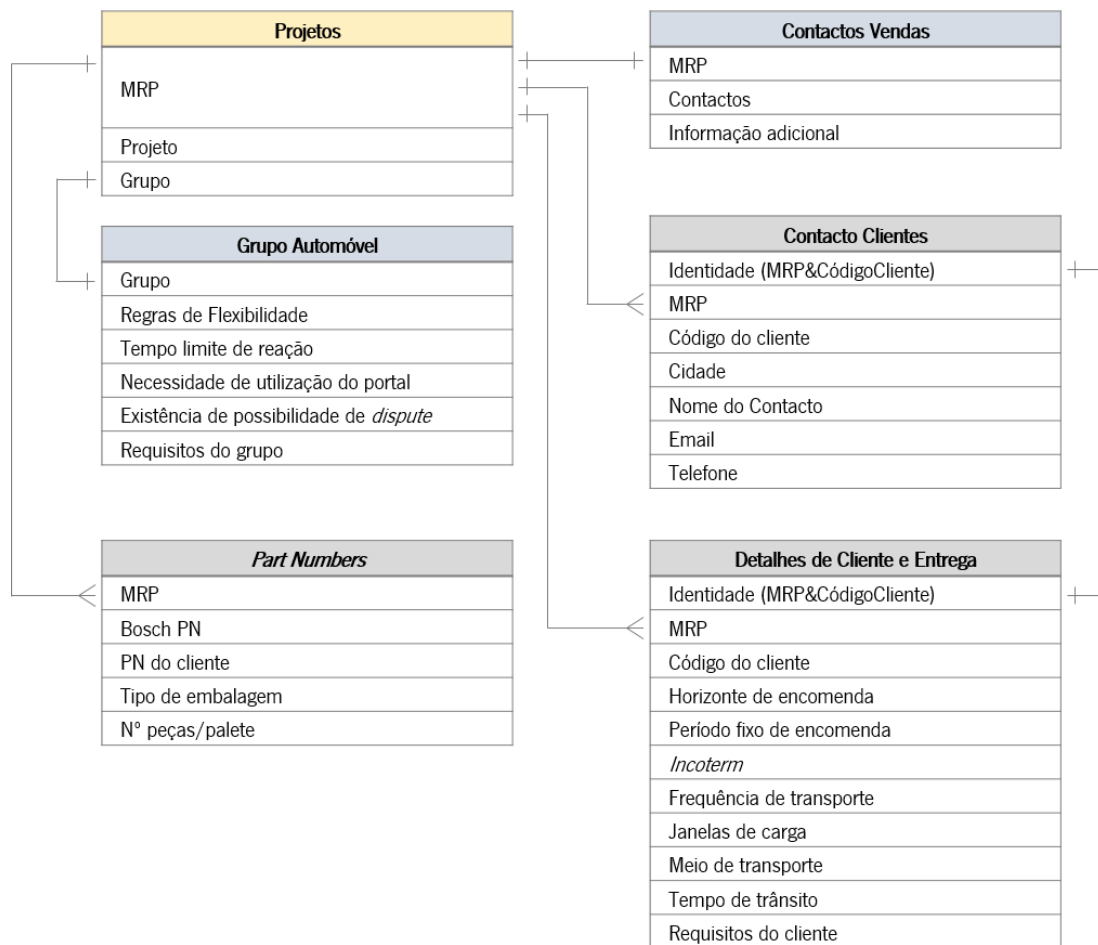 Projetos
MRP
Projeto
Grupo
Grupo Automóvel
Grupo
Regras de Flexibilidade
Tempo limite de reação
Necessidade de utilização do portal
Existência de possibilidade de dispute
Requisitos do grupo
Part Numbers
MRP
Bosch PN
PN do cliente
Tipo de embalagem
Nº peças/palete
Contactos Vendas
MRP
Contactos
Informação adicional
Contacto Clientes
Identidade (MRP&CódigoCliente)
MRP
Código do cliente
Cidade
Nome do Contacto
Email
Telefone
Detalhes de Cliente e Entrega
Identidade (MRP&CódigoCliente)
MRP
Código do cliente
Horizonte de encomenda
Período fixo de encomenda
Incoterm
Frequência de transporte
Janelas de carga
Meio de transporte
Tempo de trânsito
Requisitos do cliente